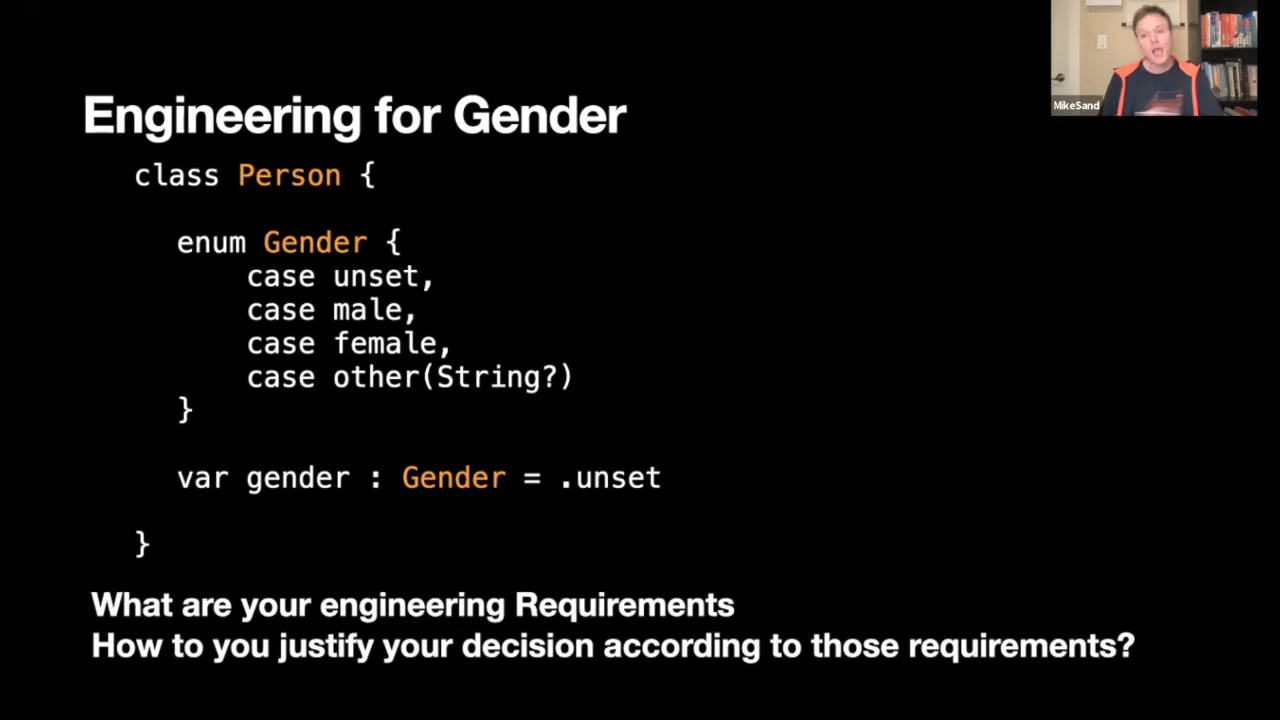 Engineering for Gender
class Person {
enum Gender {
case unset,
case male,
case female,
case other(String?)
}
var gender : Gender = .unset
}
What are your engineering Requirements
How to you justify your decision according to those requirements?
MikeSand